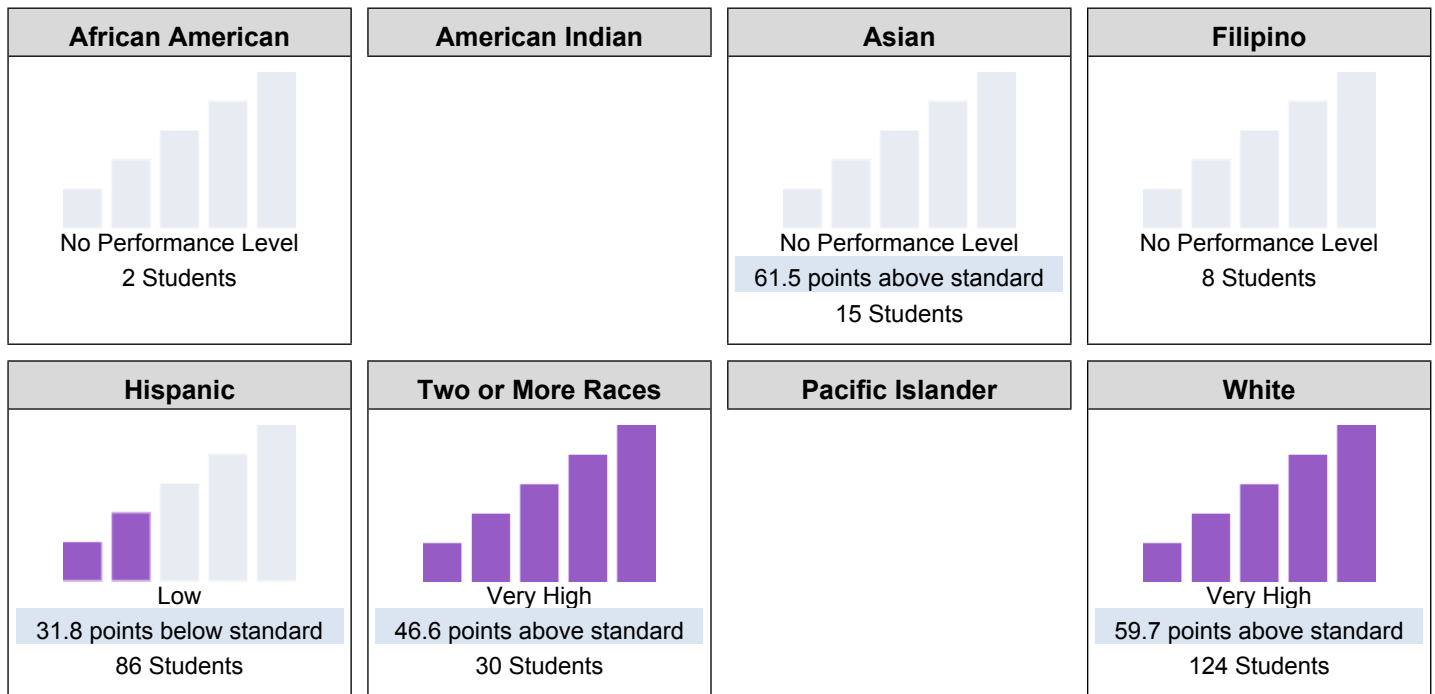 African American
No Performance Level
2 Students
American Indian
Asian
No Performance Level
61.5 points above standard
15 Students
Filipino
No Performance Level
8 Students
Hispanic
Low
31.8 points below standard
86 Students
Two or More Races
Very High
46.6 points above standard
30 Students
Pacific Islander
White
Very High
59.7 points above standard
124 Students